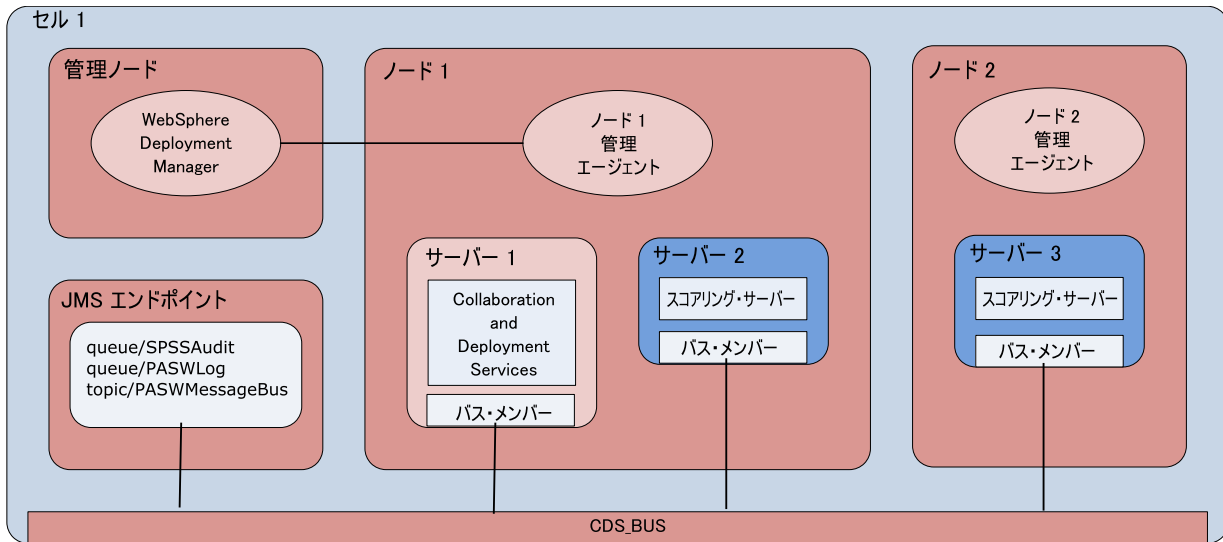 セル 1
管理ノード
WebSphere
Deployment
Manager
ノード 1
ノード 1
管理
エージェント
ノード 2
ノード 2
管理
エージェント
JMS エンドポイント
queue/SPSSAudit
queue/PASWLog
topic/PASWMessageBus
サーバー 1
Collaboration
and
Deployment
Services
バス・メンバー
サーバー 2
スコアリング・サーバー
バス・メンバー
サーバー 3
スコアリング・サーバー
バス・メンバー
CDS_BUS